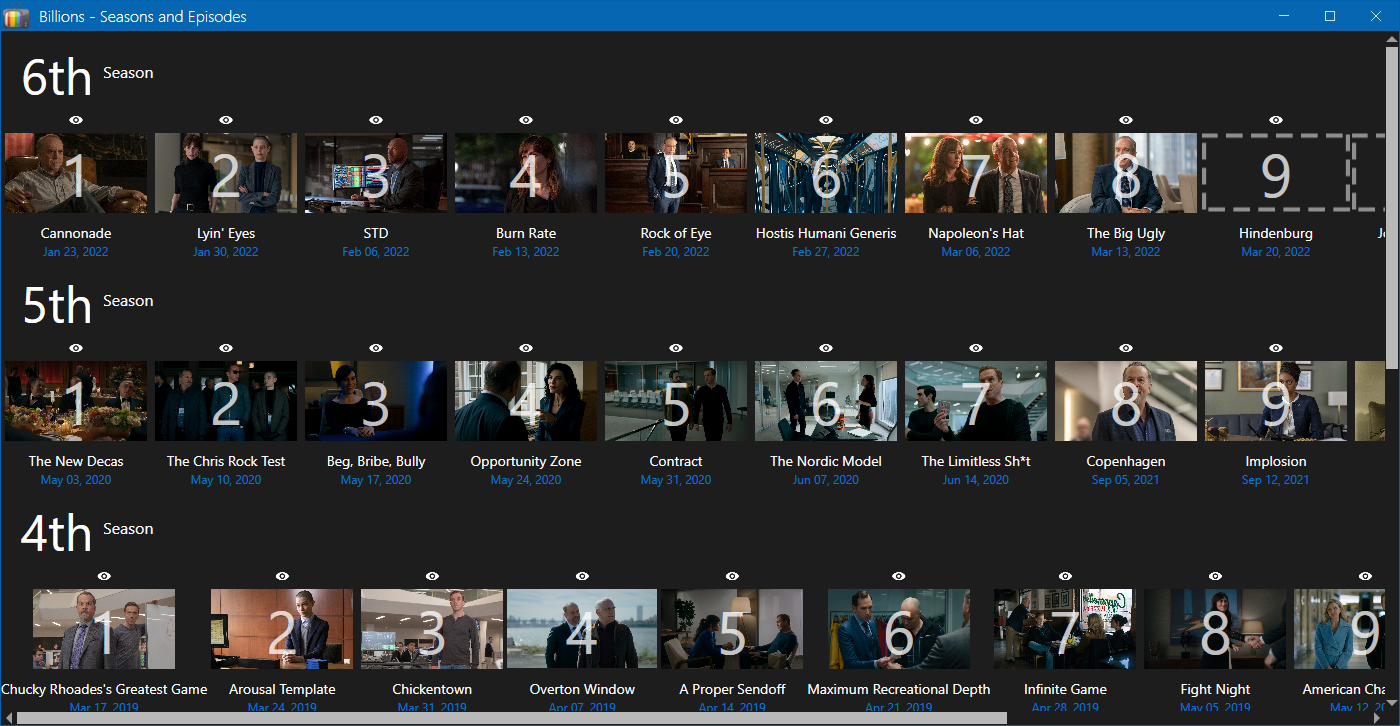 Billions - Seasons and Episodes
6th Season
1 2 3 4 5 6 7 8 9
Cannonade Lyin' Eyes STD Burn Rate Rock of Eye Hostis Humani Generis Napoleon's Hat The Big Ugly Hindenburg
Jan 23, 2022 Jan 30, 2022 Feb 06, 2022 Feb 13, 2022 Feb 20, 2022 Feb 27, 2022 Mar 06, 2022 Mar 13, 2022 Mar 20, 2022
5th Season
1 2 3 4 5 6 7 8 9
The New Decas The Chris Rock Test Beg, Bribe, Bully Opportunity Zone Contract The Nordic Model The Limitless Sh*t Copenhagen Implosion
May 03, 2020 May 10, 2020 May 17, 2020 May 24, 2020 May 31, 2020 Jun 07, 2020 Jun 14, 2020 Sep 05, 2021 Sep 12, 2021
4th Season
1 2 3 4 5 6 7 8 9
Chucky Rhoades's Greatest Game Arousal Template Chickentown Overton Window A Proper Sendoff Maximum Recreational Depth Infinite Game Fight Night American Cha
Mar 17, 2019 Mar 24, 2019 Mar 31, 2019 Apr 07, 2019 Apr 14, 2019 Apr 21, 2019 Apr 28, 2019 May 05, 2019 May 12, 2